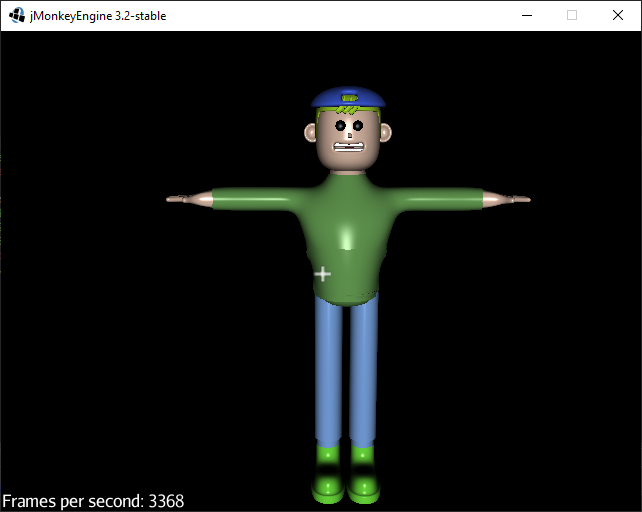 jMonkeyEngine 3.2-stable
Frames per second: 3368